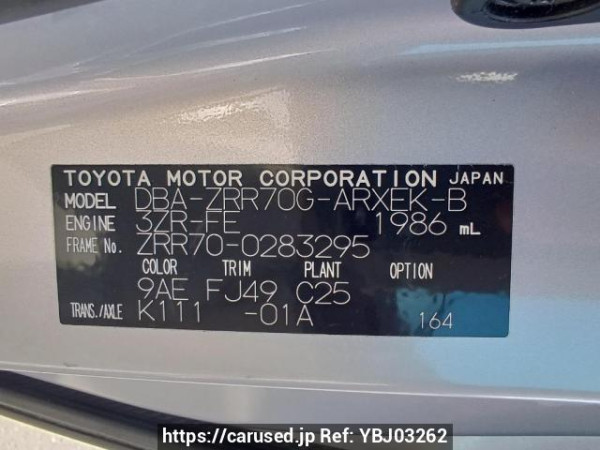 TOYOTA MOTOR CORPORATION JAPAN
MODEL DBA-ZRR70G-ARXEK-B
ENGINE 3ZR-FE 1986 mL
FRAME No. ZRR70-0283295
COLOR TRIM PLANT OPTION
9AE FJ49 C25
TRANS./AXLE K111 -01A 164
https://carused.jp Ref: YBJ03262